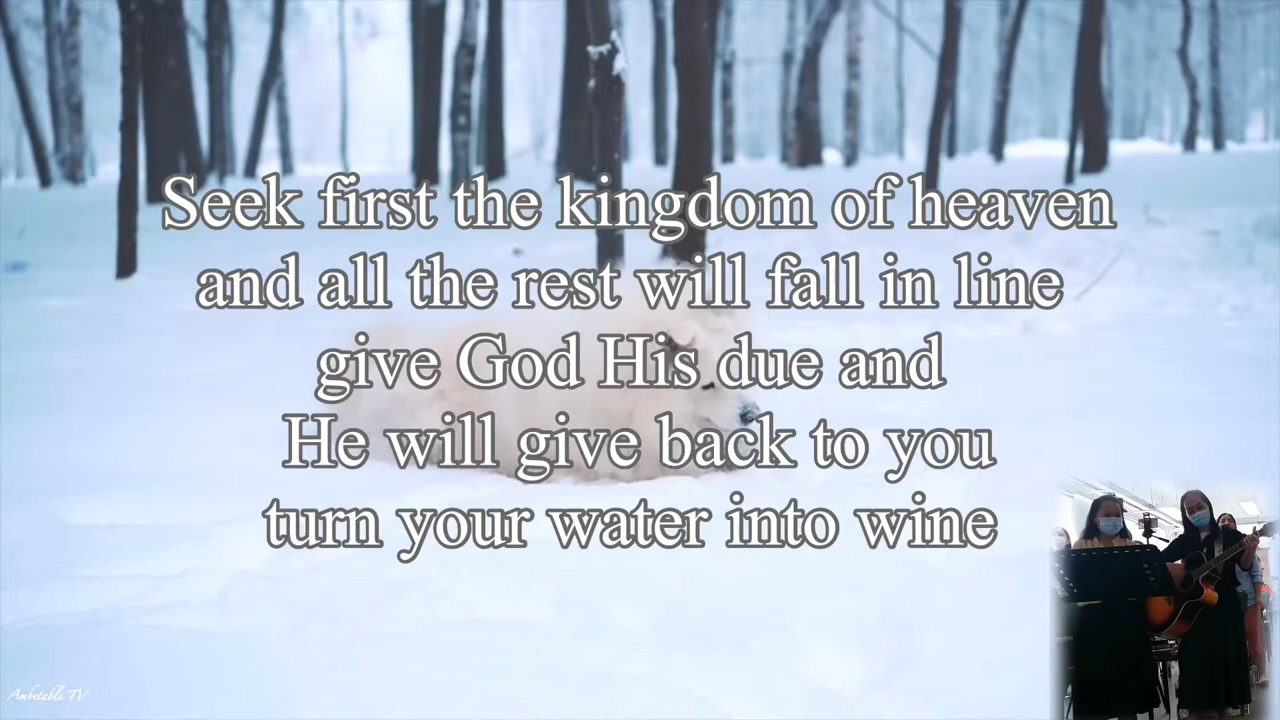 Seek first the kingdom of heaven
and all the rest will fall in line
give God His due and
He will give back to you
turn your water into wine
Ambetable TV